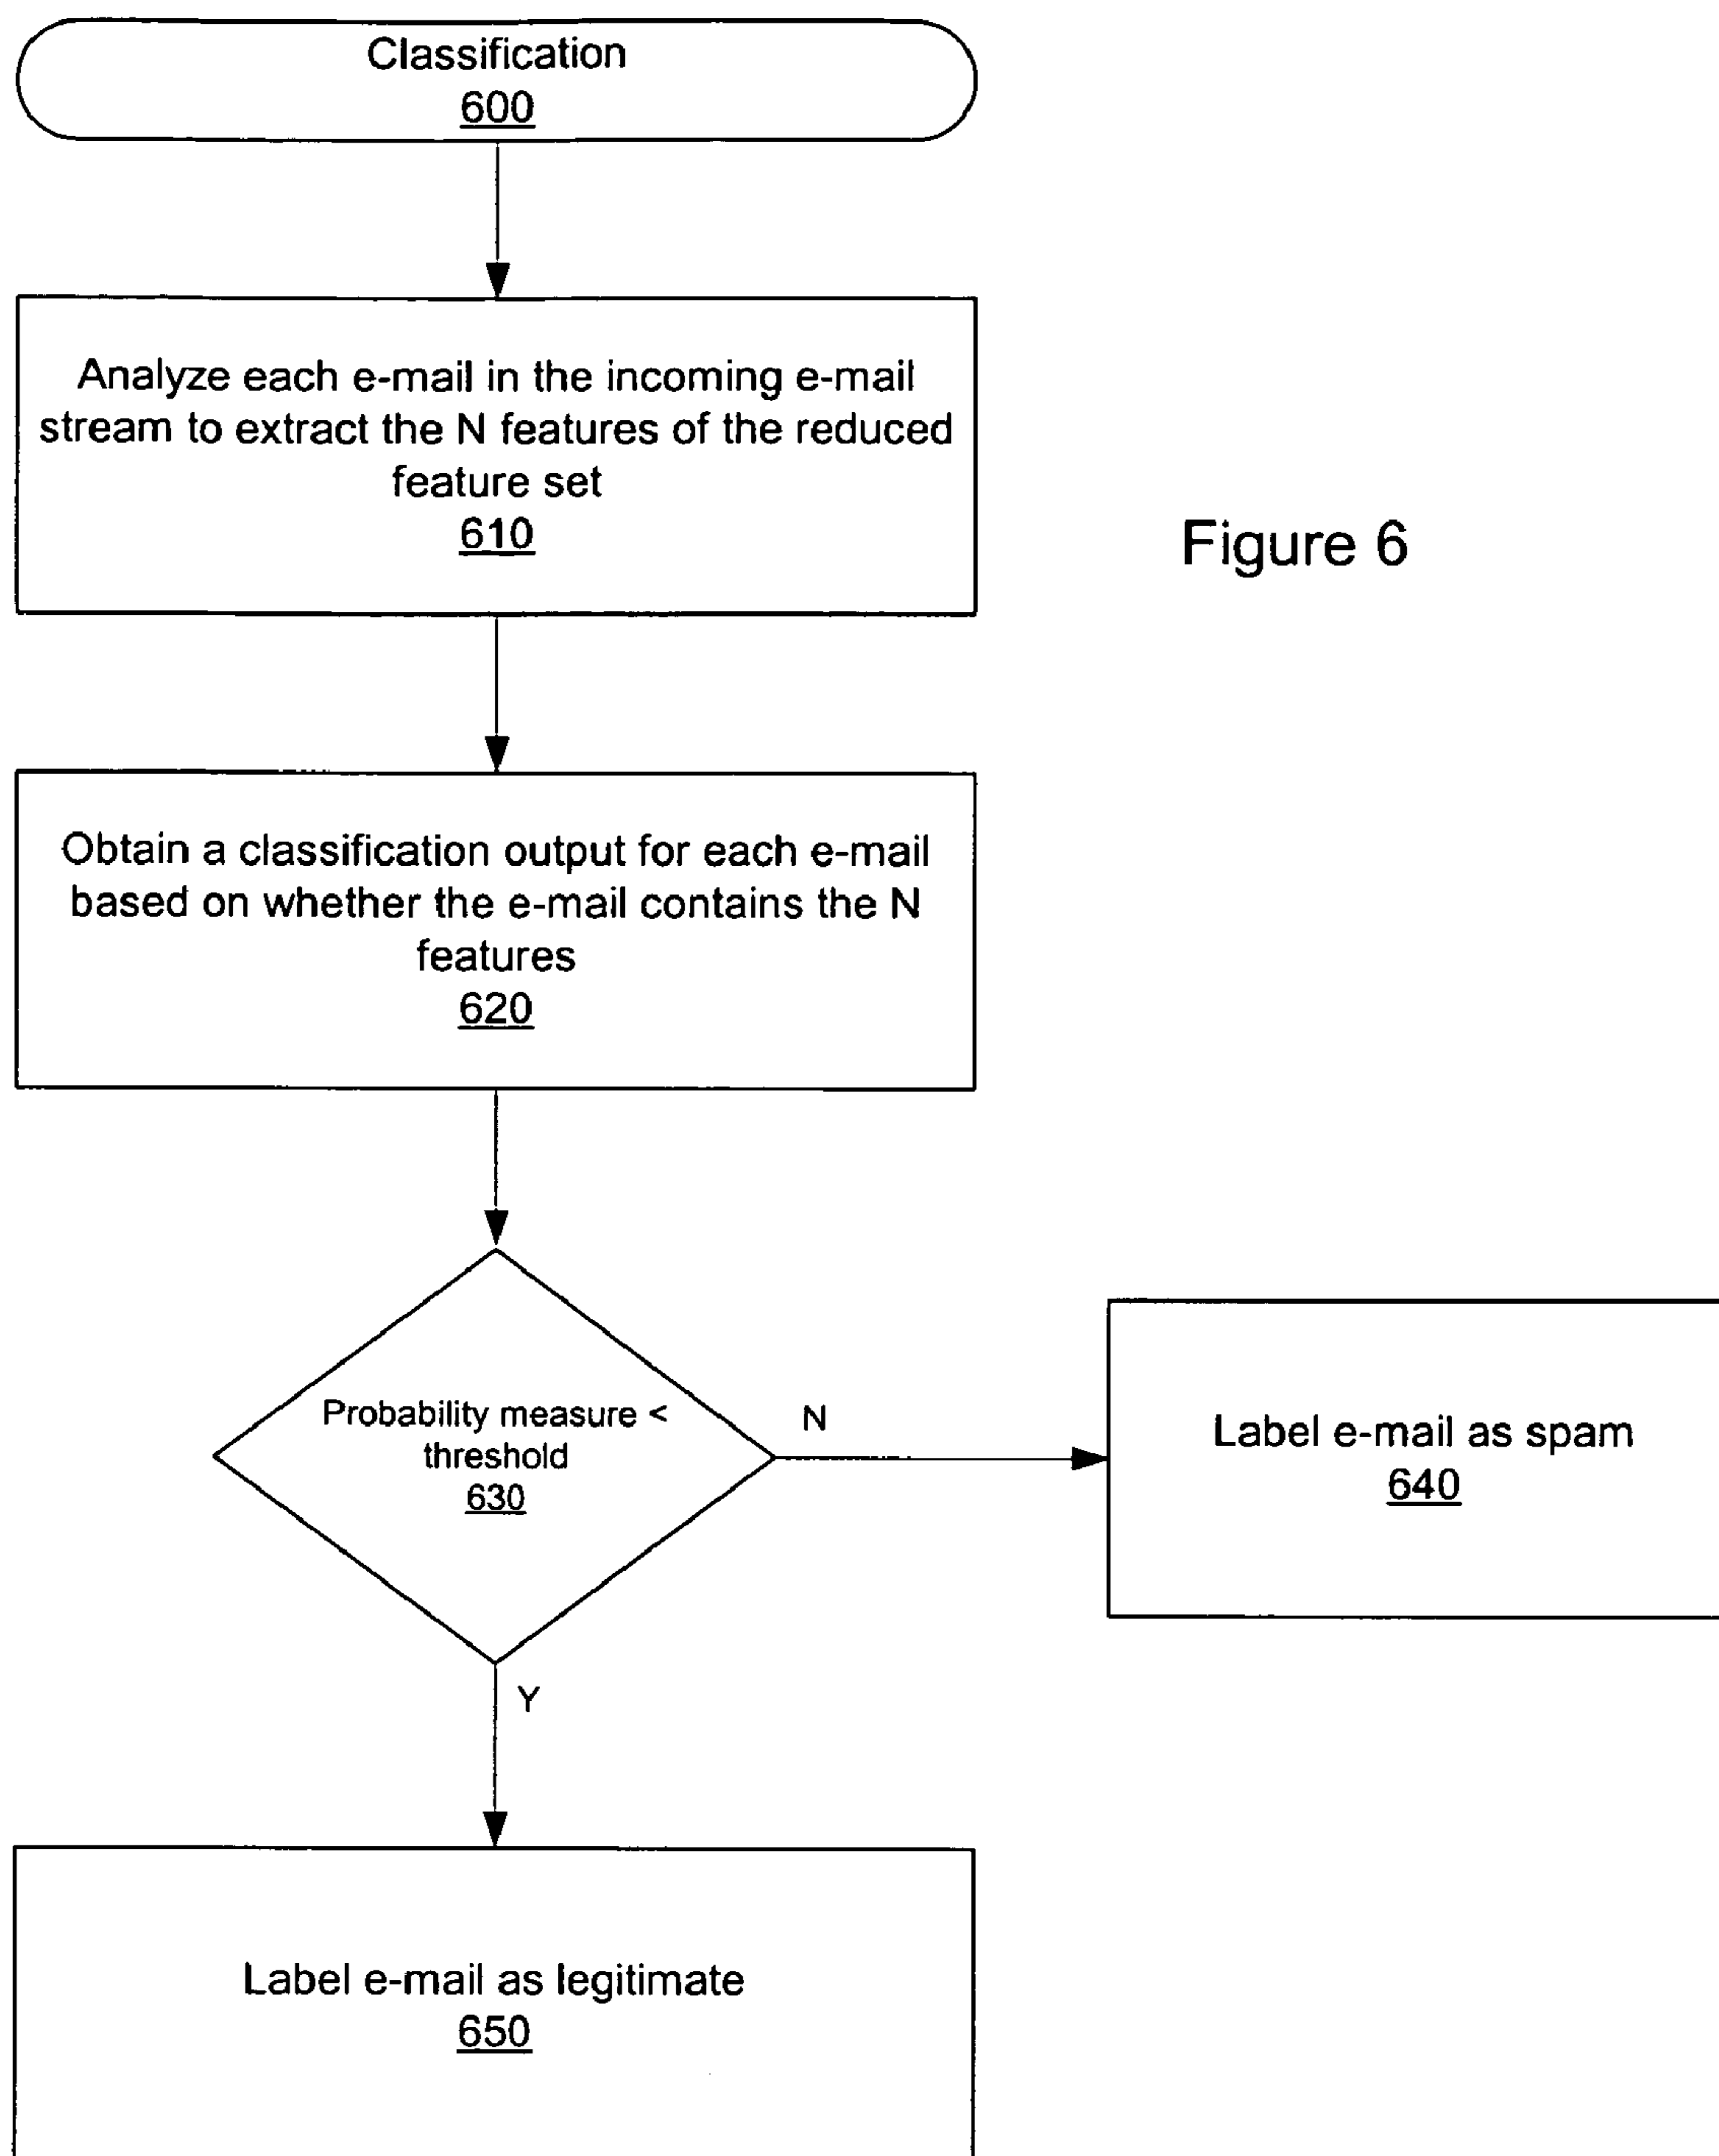 Classification
600
Analyze each e-mail in the incoming e-mail
stream to extract the N features of the reduced
feature set
610
Figure 6
Obtain a classification output for each e-mail
based on whether the e-mail contains the N
features
620
Probability measure <
threshold
630
N
Label e-mail as spam
640
Y
Label e-mail as legitimate
650